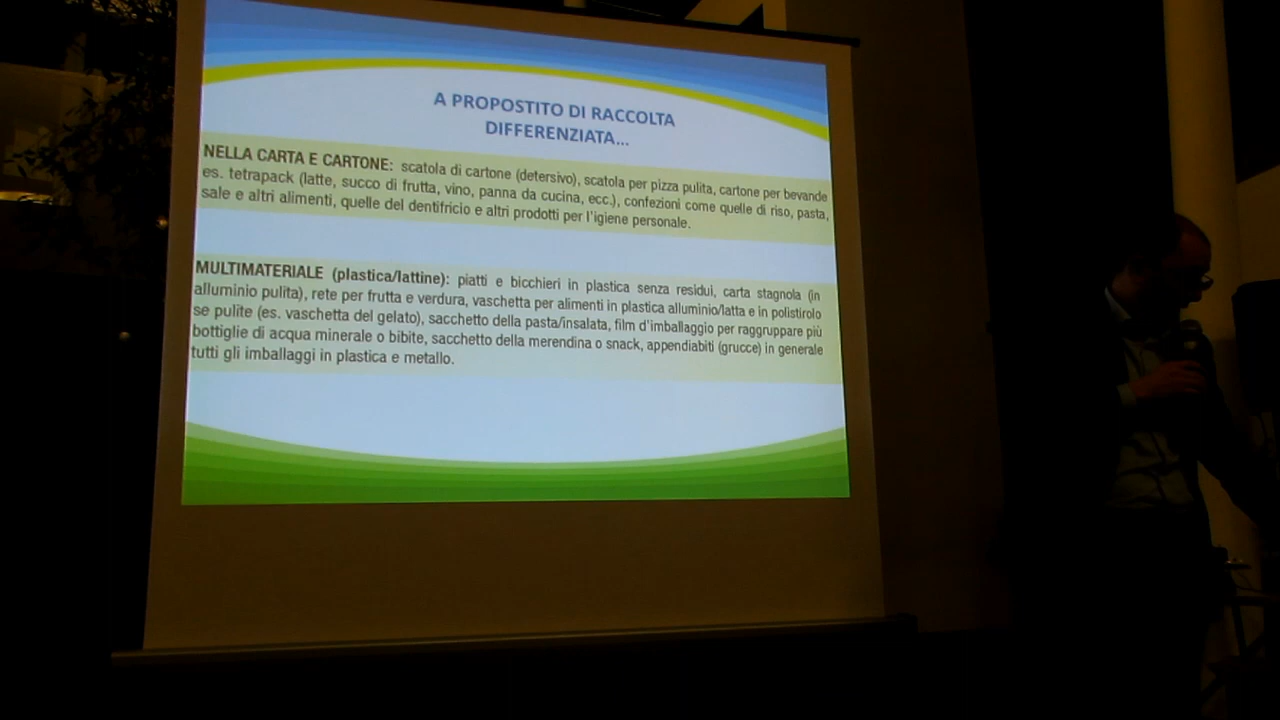 A PROPOSTITO DI RACCOLTA
DIFFERENZIATA...
NELLA CARTA E CARTONE: scatola di cartone (detersivo), scatola per pizza pulita, cartone per bevande
es. tetrapack (latte, succo di frutta, vino, panna da cucina, ecc.), confezioni come quelle di riso, pasta,
sale e altri alimenti, quelle del dentifricio e altri prodotti per l'igiene personale.
MULTIMATERIALE (plastica/lattine): piatti e bicchieri in plastica senza residui, carta stagnola (in
alluminio pulita), rete per frutta e verdura, vaschetta per alimenti in plastica alluminio/latta e in polistirolo
se pulite (es. vaschetta del gelato), sacchetto della pasta/insalata, film d'imballaggio per raggruppare più
bottiglie di acqua minerale o bibite, sacchetto della merendina o snack, appendiabiti (grucce) in generale
tutti gli imballaggi in plastica e metallo.